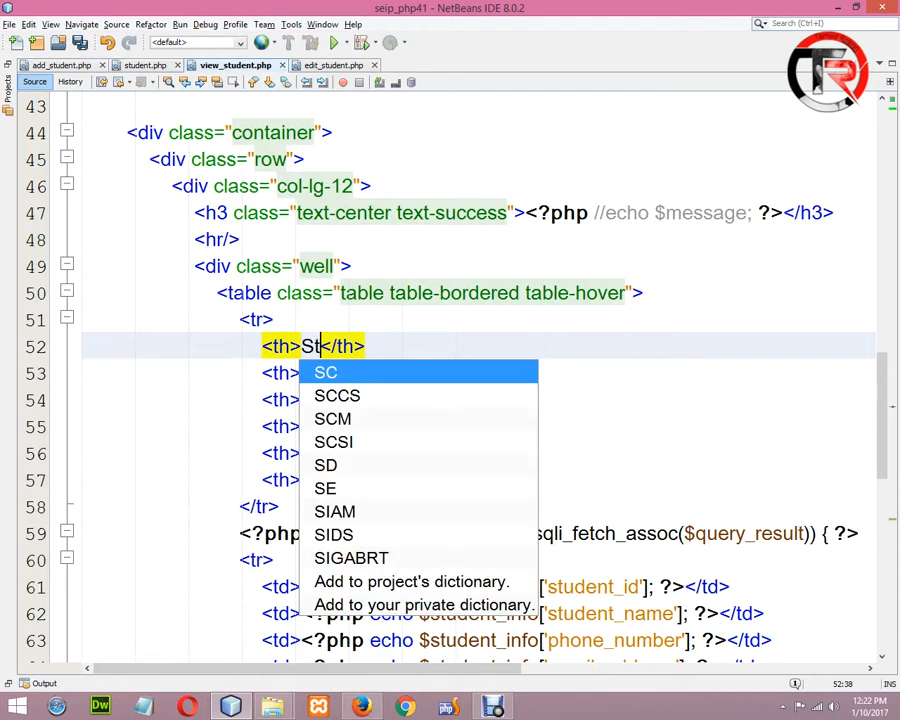 seip_php41 - NetBeans IDE 8.0.2
File Edit View Navigate Source Refactor Run Debug Profile Team Tools Window Help
<default>
Search (Ctrl+I)
add_student.php student.php view_student.php edit_student.php
Source History
Projects
43
44 <div class="container">
45 <div class="row">
46 <div class="col-lg-12">
47 <h3 class="text-center text-success"><?php //echo $message; ?></h3>
48 <hr/>
49 <div class="well">
50 <table class="table table-bordered table-hover">
51 <tr>
52 <th>St</th>
53 <th>
54 <th>
55 <th>
56 <th>
57 <th>
58 </tr>
59 <?php sqli_fetch_assoc($query_result)) { ?>
60 <tr>
61 <td> ['student_id']; ?></td>
62 <td><?php echo $student_info['student_name']; ?></td>
63 <td><?php echo $student_info['phone_number']; ?></td>
SC
SCCS
SCM
SCSI
SD
SE
SIAM
SIDS
SIGABRT
Add to project's dictionary.
Add to your private dictionary.
Output
52:38 INS
12:22 PM
1/10/2017